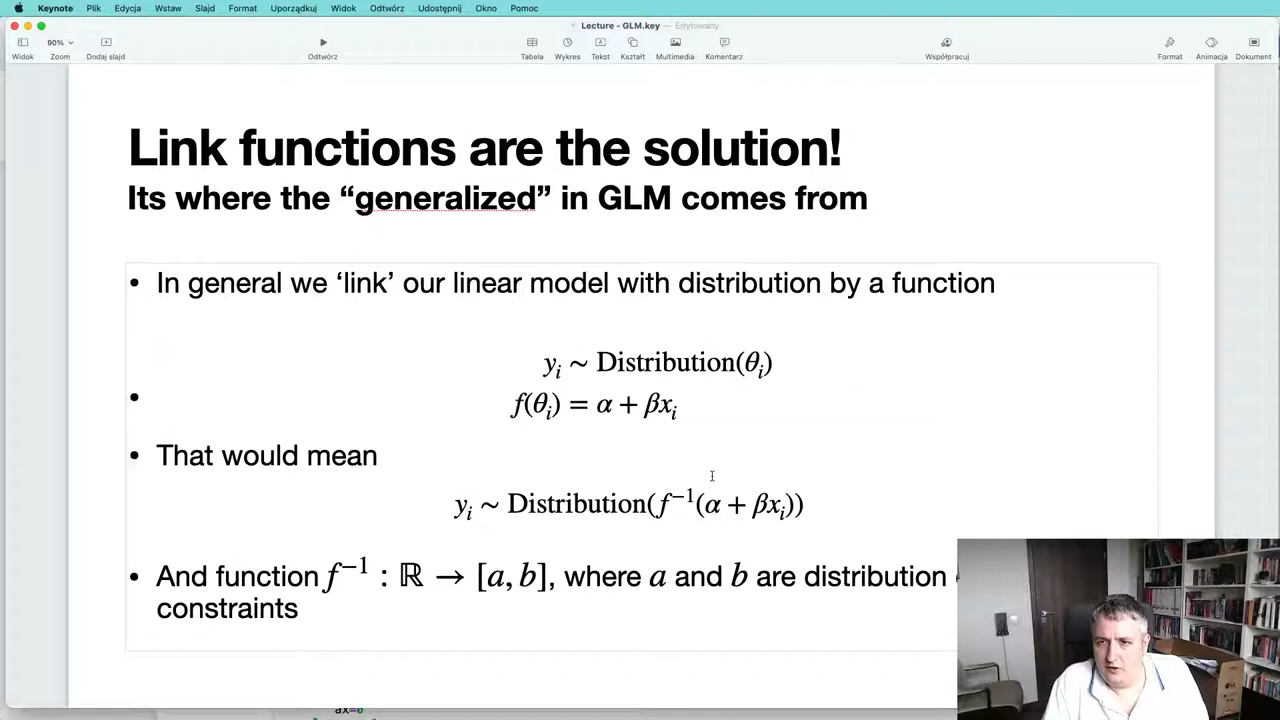 Keynote Plik Edycja Wstaw Slajd Format Uporządkuj Widok Odtwórz Udostępnij Okno Pomoc
Lecture - GLM.key — Edytowany
90%
Widok Zoom Dodaj slajd Odtwórz Tabela Wykres Tekst Kształt Multimedia Komentarz Współpracuj Format Animacja Dokument
Link functions are the solution!
Its where the “generalized” in GLM comes from
• In general we ‘link’ our linear model with distribution by a function
yᵢ ∼ Distribution(θᵢ)
• f(θᵢ) = α + βxᵢ
• That would mean
yᵢ ∼ Distribution(f⁻¹(α + βxᵢ))
• And function f⁻¹ : ℝ → [a, b], where a and b are distribution
constraints